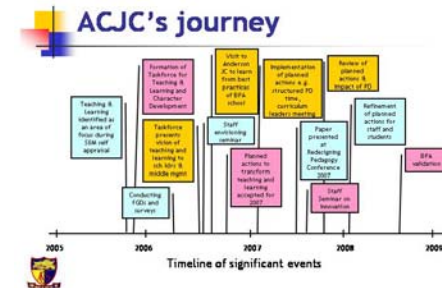 ACJC's journey
Teaching &
Learning identified as
an area of focus during
SEM self
appraisal
Formation of
Taskforce for
Teaching &
Learning and
Character
Development
Taskforce
presents
vision of
teaching and
learning to
sch ldrs &
middle mgmt
Conducting
FGDs and
surveys
Visit to
Anderson
JC to learn
from best
practices
of BPA
school
Staff
envisioning
seminar
Planned
actions to
transform
teaching and
learning
accepted for
2007
Implementation
of planned
actions e.g.
structured PD
time,
curriculum
leaders meeting
Paper
presented
at
Redesigning
Pedagogy
Conference
2007
Staff
Seminar on
Innovation
Review of
planned
actions &
impact of PD
Refinement
of planned
actions for
staff and
students
BPA
validation
2005
2006
2007
2008
2009
Timeline of significant events